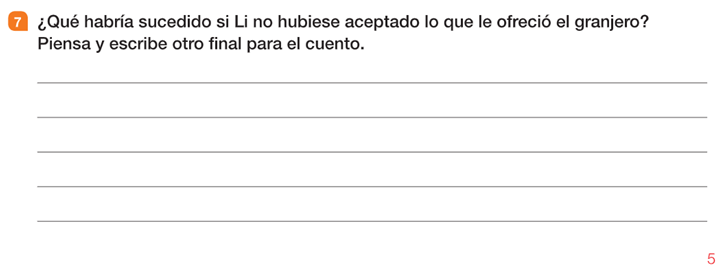 7 ¿Qué habría sucedido si Li no hubiese aceptado lo que le ofreció el granjero?
Piensa y escribe otro final para el cuento.
5